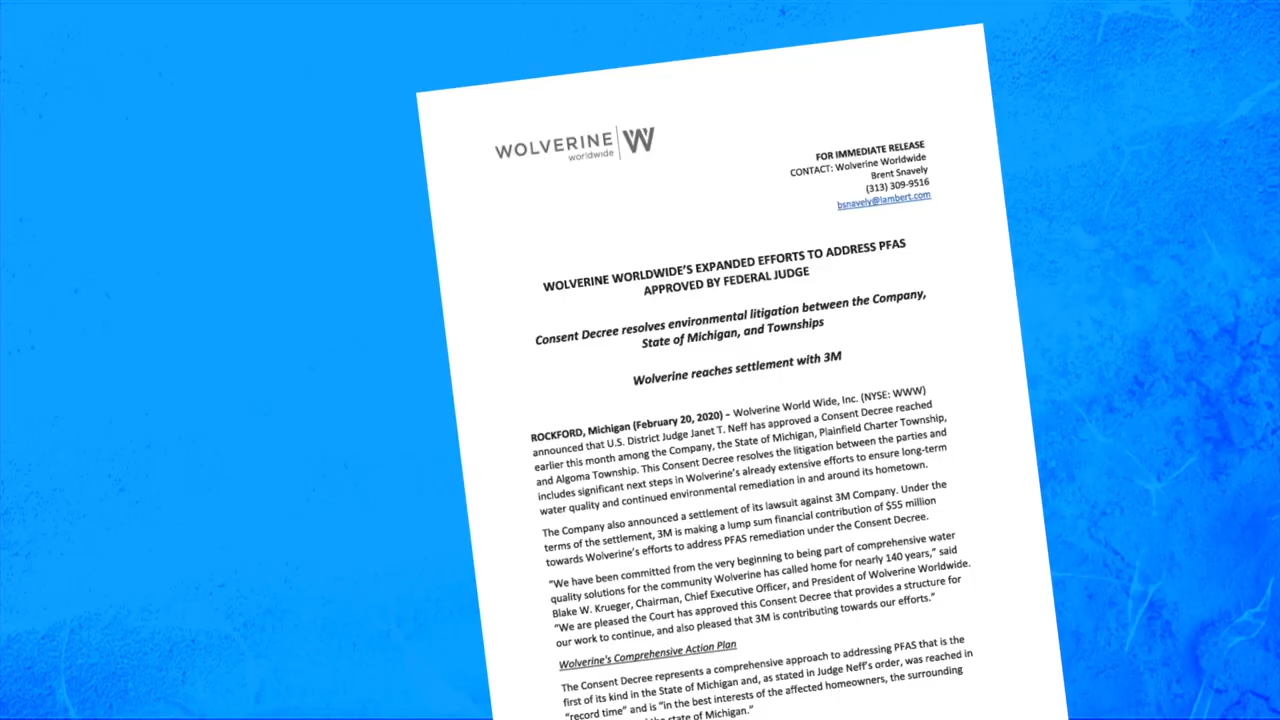 WOLVERINE W
worldwide
FOR IMMEDIATE RELEASE
CONTACT: Wolverine Worldwide
Brent Snavely
(313) 309-9516
bsnavely@lambert.com
WOLVERINE WORLDWIDE'S EXPANDED EFFORTS TO ADDRESS PFAS
APPROVED BY FEDERAL JUDGE
Consent Decree resolves environmental litigation between the Company,
State of Michigan, and Townships
Wolverine reaches settlement with 3M
ROCKFORD, Michigan (February 20, 2020) – Wolverine World Wide, Inc. (NYSE: WWW)
announced that U.S. District Judge Janet T. Neff has approved a Consent Decree reached
earlier this month among the Company, the State of Michigan, Plainfield Charter Township,
and Algoma Township. This Consent Decree resolves the litigation between the parties and
includes significant next steps in Wolverine's already extensive efforts to ensure long-term
water quality and continued environmental remediation in and around its hometown.
The Company also announced a settlement of its lawsuit against 3M Company. Under the
terms of the settlement, 3M is making a lump sum financial contribution of $55 million
towards Wolverine's efforts to address PFAS remediation under the Consent Decree.
"We have been committed from the very beginning to being part of comprehensive water
quality solutions for the community Wolverine has called home for nearly 140 years," said
Blake W. Krueger, Chairman, Chief Executive Officer, and President of Wolverine Worldwide.
"We are pleased the Court has approved this Consent Decree that provides a structure for
our work to continue, and also pleased that 3M is contributing towards our efforts."
Wolverine's Comprehensive Action Plan
The Consent Decree represents a comprehensive approach to addressing PFAS that is the
first of its kind in the State of Michigan and, as stated in Judge Neff's order, was reached in
"record time" and is "in the best interests of the affected homeowners, the surrounding
the state of Michigan."